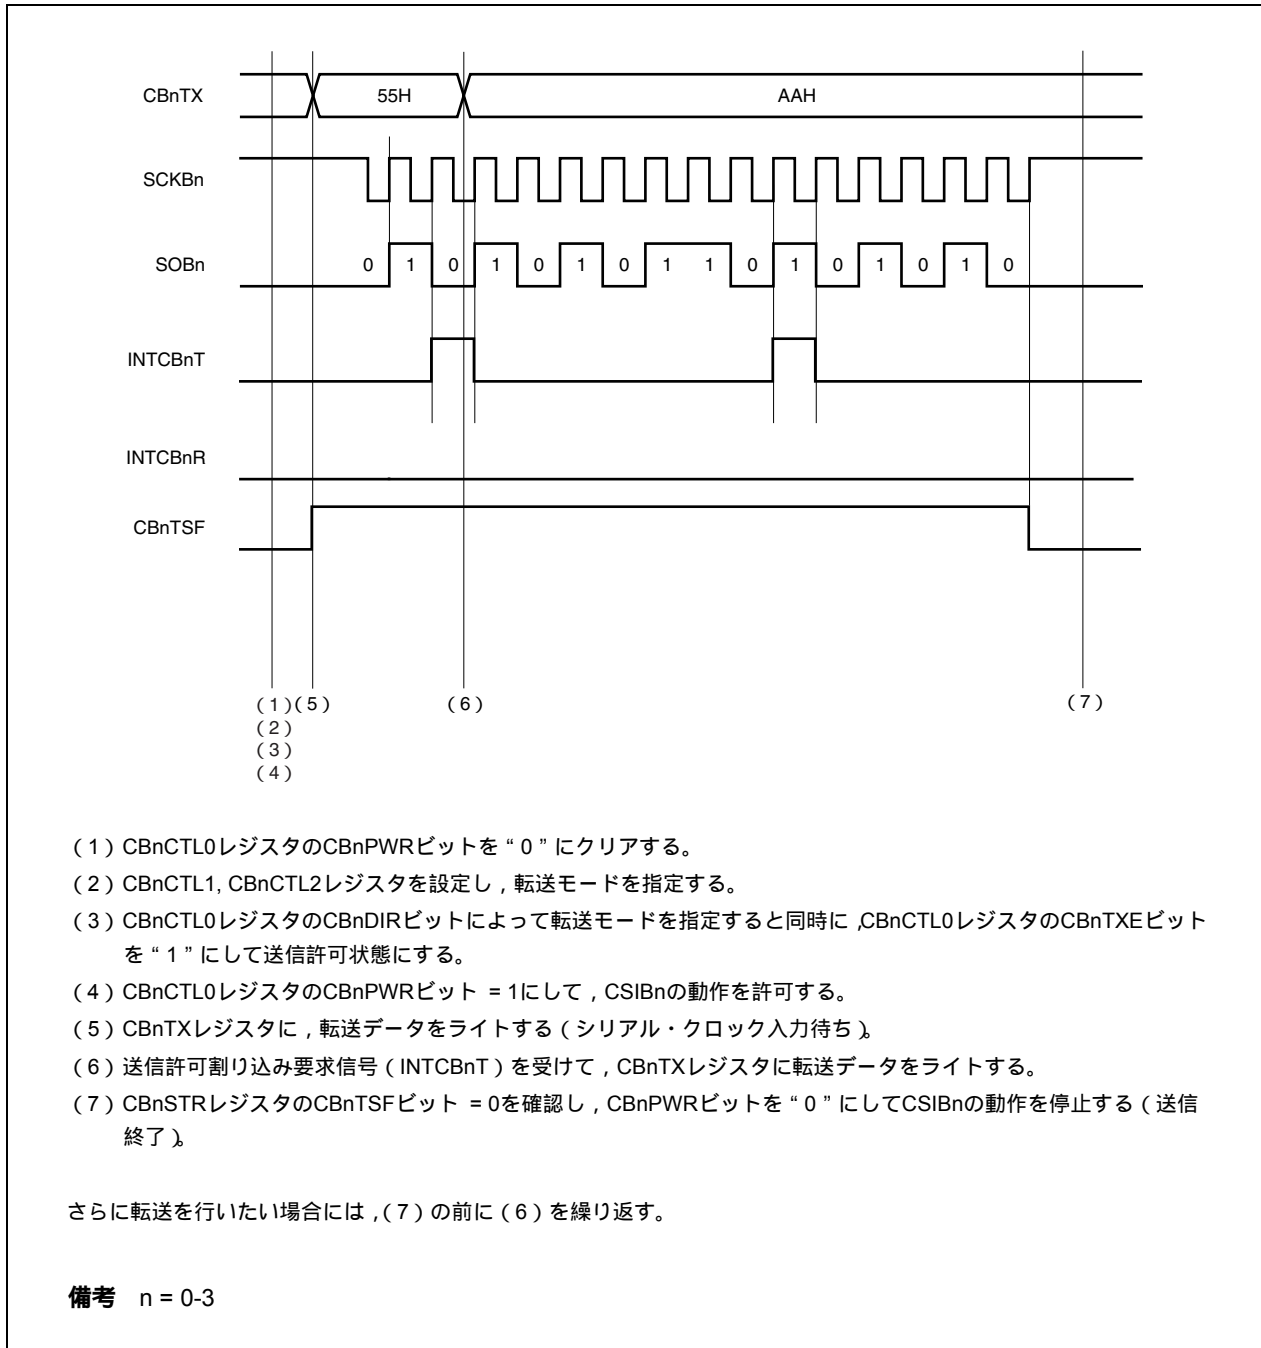 CBnTX 55H AAH
SCKBn
SOBn 0 1 0 1 0 1 0 1 1 0 1 0 1 0 1 0
INTCBnT
INTCBnR
CBnTSF
(1)(5) (6) (7)
(2)
(3)
(4)
(1)CBnCTL0レジスタのCBnPWRビットを“0”にクリアする。
(2)CBnCTL1, CBnCTL2レジスタを設定し,転送モードを指定する。
(3)CBnCTL0レジスタのCBnDIRビットによって転送モードを指定すると同時に,CBnCTL0レジスタのCBnTXEビット
を“1”にして送信許可状態にする。
(4)CBnCTL0レジスタのCBnPWRビット = 1にして,CSIBnの動作を許可する。
(5)CBnTXレジスタに,転送データをライトする(シリアル・クロック入力待ち)。
(6)送信許可割り込み要求信号(INTCBnT)を受けて,CBnTXレジスタに転送データをライトする。
(7)CBnSTRレジスタのCBnTSFビット = 0を確認し,CBnPWRビットを“0”にしてCSIBnの動作を停止する(送信
終了)。
さらに転送を行いたい場合には,(7)の前に(6)を繰り返す。
備考 n = 0-3